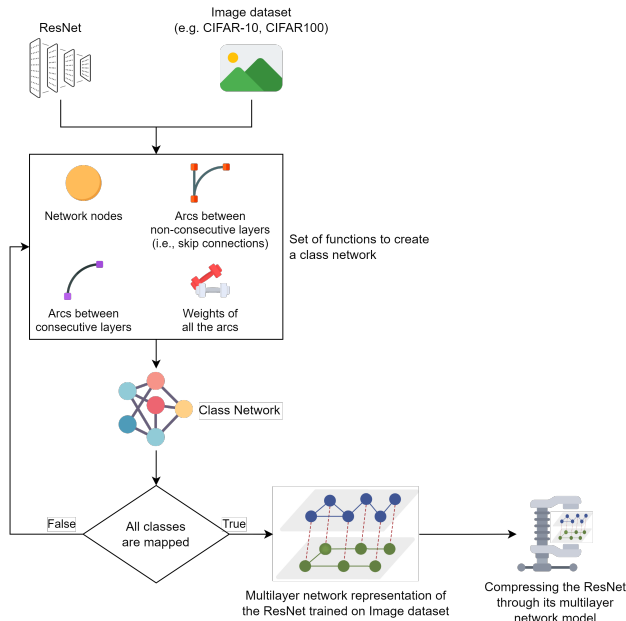 ResNet
Image dataset
(e.g. CIFAR-10, CIFAR100)
Network nodes
Arcs between
non-consecutive layers
(i.e., skip connections)
Arcs between
consecutive layers
Weights of
all the arcs
Set of functions to create
a class network
Class Network
All classes
are mapped
False
True
Multilayer network representation of
the ResNet trained on Image dataset
Compressing the ResNet
through its multilayer
network model